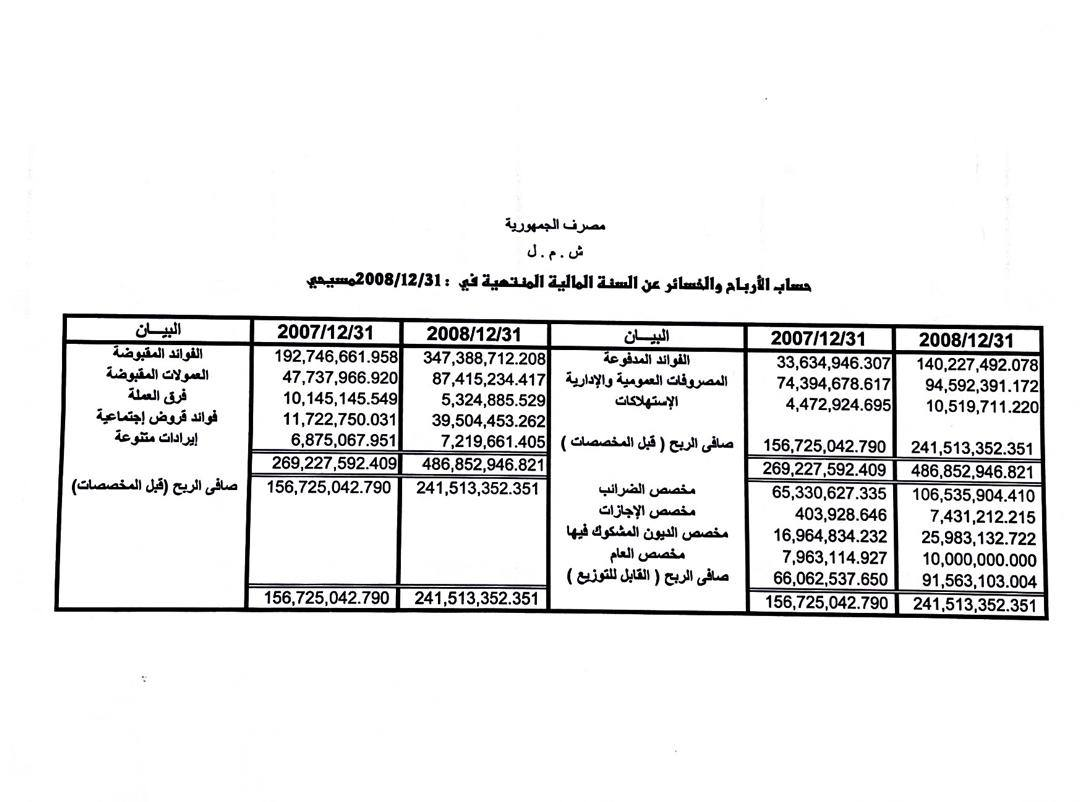 مصرف الجمهورية
ش . م . ل
حساب الأرباح والخسائر عن السنة المالية المنتهية في : 2008/12/31مسيحي
2008/12/31 2007/12/31 البيـــان 2008/12/31 2007/12/31 البيـــان
140,227,492.078 33,634,946.307 الفوائد المدفوعة 347,388,712.208 192,746,661.958 الفوائد المقبوضة
94,592,391.172 74,394,678.617 المصروفات العمومية والإدارية 87,415,234.417 47,737,966.920 العمولات المقبوضة
10,519,711.220 4,472,924.695 الإستهلاكات 5,324,885.529 10,145,145.549 فرق العملة
39,504,453.262 11,722,750.031 فوائد قروض إجتماعية
241,513,352.351 156,725,042.790 صافى الربح ( قبل المخصصات ) 7,219,661.405 6,875,067.951 إيرادات متنوعة
486,852,946.821 269,227,592.409 486,852,946.821 269,227,592.409
106,535,904.410 65,330,627.335 مخصص الضرائب 241,513,352.351 156,725,042.790 صافى الربح (قبل المخصصات)
7,431,212.215 403,928.646 مخصص الإجازات
25,983,132.722 16,964,834.232 مخصص الديون المشكوك فيها
10,000,000.000 7,963,114.927 مخصص العام
91,563,103.004 66,062,537.650 صافى الربح ( القابل للتوزيع )
241,513,352.351 156,725,042.790 241,513,352.351 156,725,042.790